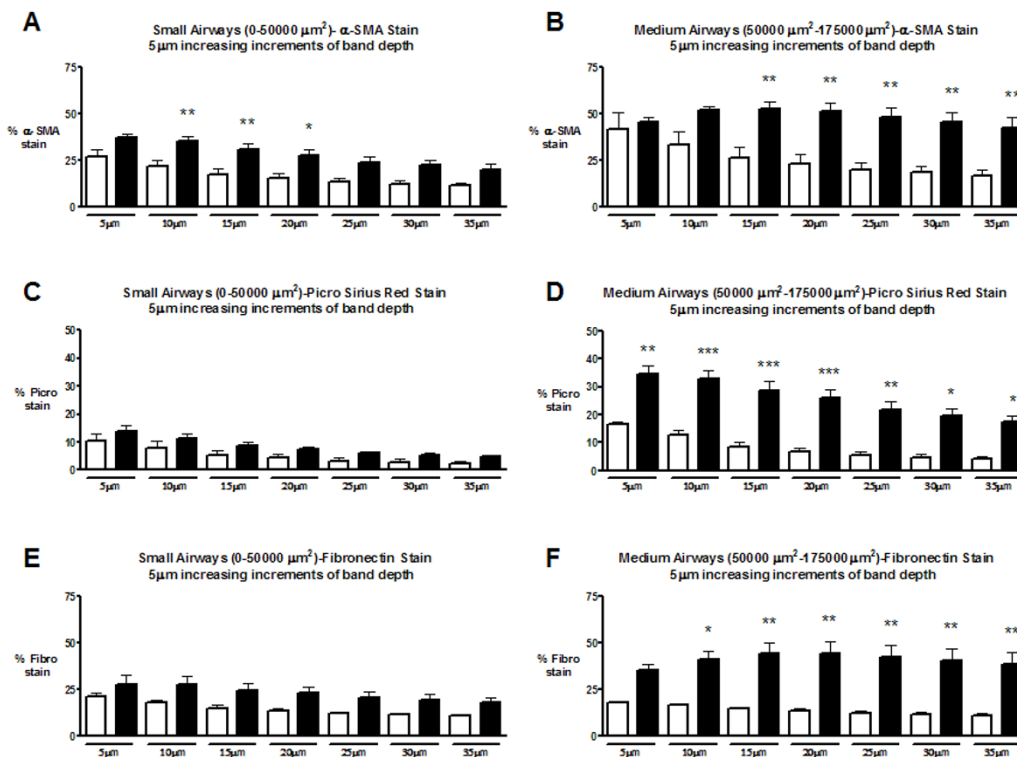 A
Small Airways (0-50000 μm²)- α-SMA Stain
5μm increasing increments of band depth
75
50
25
0
% α-SMA
stain
** ** *
5μm 10μm 15μm 20μm 25μm 30μm 35μm
B
Medium Airways (50000 μm²-175000μm²)-α-SMA Stain
5μm increasing increments of band depth
75
50
25
0
% α-SMA
stain
** ** ** ** **
5μm 10μm 15μm 20μm 25μm 30μm 35μm
C
Small Airways (0-50000 μm²)-Picro Sirius Red Stain
5μm increasing increments of band depth
50
40
30
20
10
0
% Picro
stain
5μm 10μm 15μm 20μm 25μm 30μm 35μm
D
Medium Airways (50000 μm²-175000μm²)-Picro Sirius Red Stain
5μm increasing increments of band depth
50
40
30
20
10
0
% Picro
stain
** *** *** *** ** * *
5μm 10μm 15μm 20μm 25μm 30μm 35μm
E
Small Airways (0-50000 μm²)-Fibronectin Stain
5μm increasing increments of band depth
75
50
25
0
% Fibro
stain
5μm 10μm 15μm 20μm 25μm 30μm 35μm
F
Medium Airways (50000 μm²-175000μm²)-Fibronectin Stain
5μm increasing increments of band depth
75
50
25
0
% Fibro
stain
* ** ** ** ** **
5μm 10μm 15μm 20μm 25μm 30μm 35μm